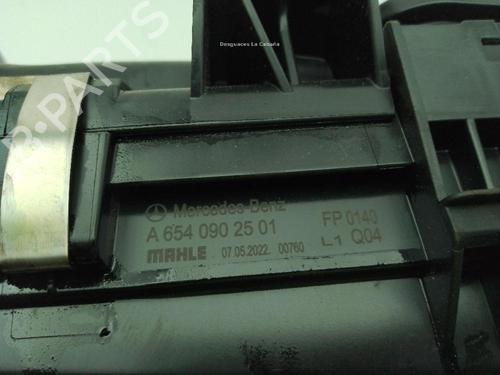 B-PARTS
Desguaces La Cabaña
Mercedes-Benz
A 654 090 25 01
FP 0140
MAHLE 07.05.2022 00760
L1 Q04